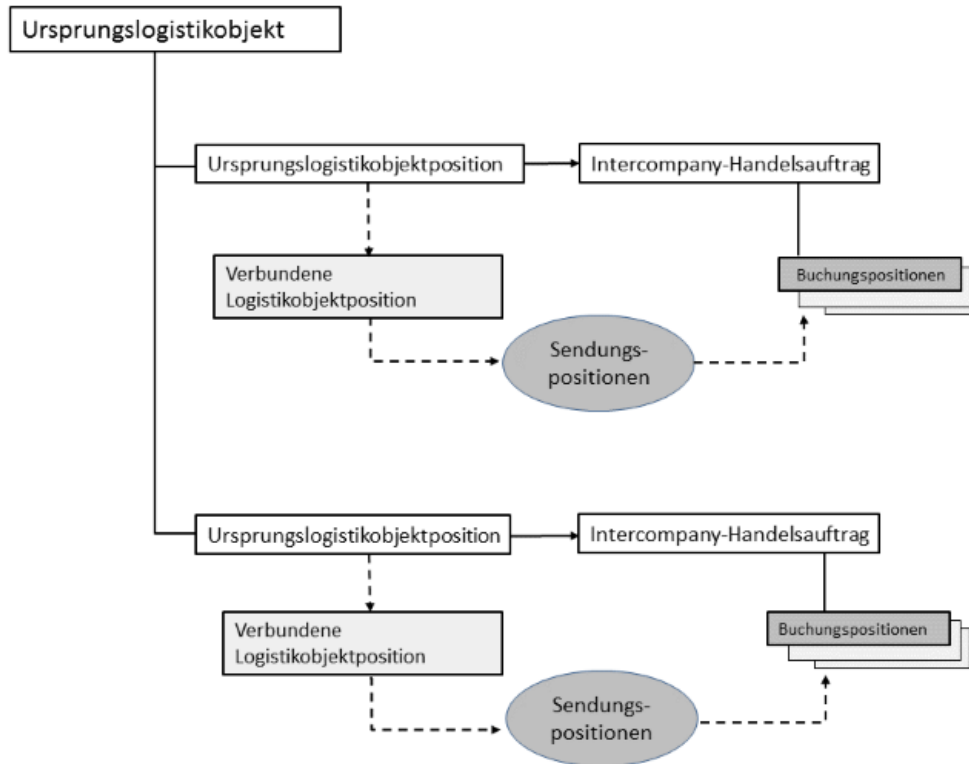 Ursprungslogistikobjekt
Ursprungslogistikobjektposition
Intercompany-Handelsauftrag
Verbundene
Logistikobjektposition
Buchungspositionen
Sendungs-
positionen
Ursprungslogistikobjektposition
Intercompany-Handelsauftrag
Verbundene
Logistikobjektposition
Buchungspositionen
Sendungs-
positionen